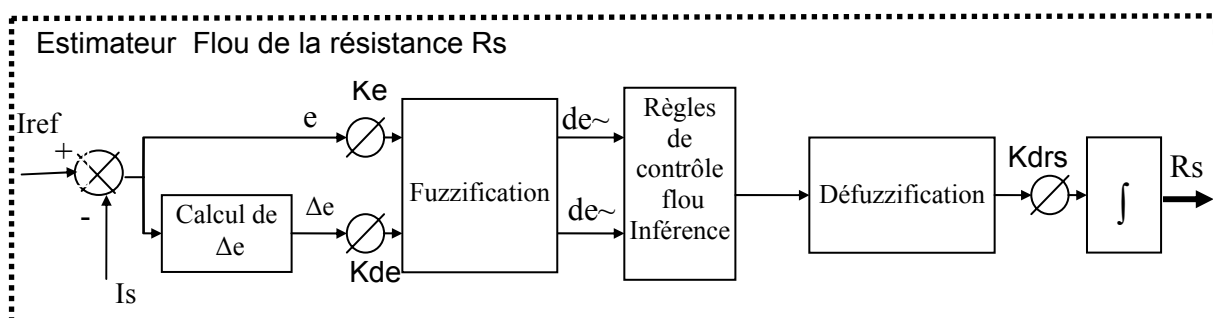 Estimateur Flou de la résistance Rs
Iref
+
-
Is
e
Ke
Calcul de
Δe
Δe
Kde
Fuzzification
de~
de~
Règles
de
contrôle
flou
Inférence
Défuzzification
Kdrs
∫
Rs